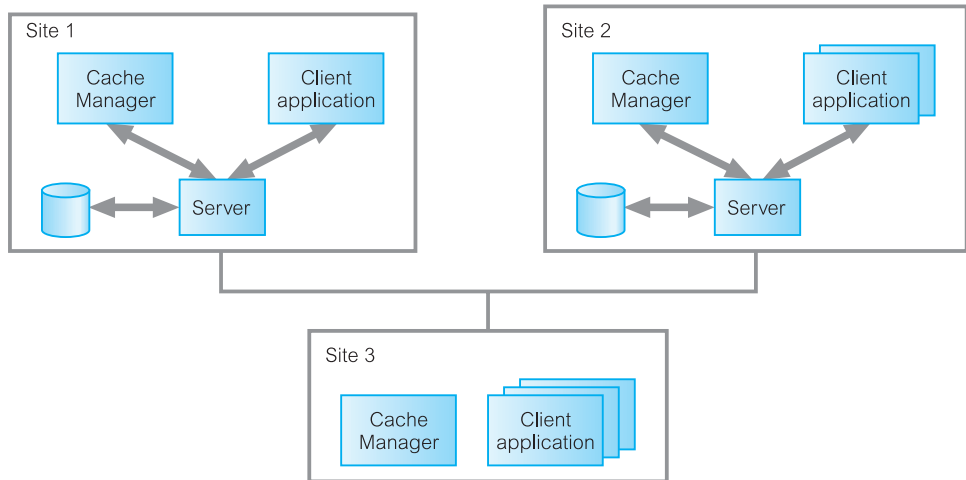 Site 1
Cache
Manager
Client
application
Server
Site 2
Cache
Manager
Client
application
Server
Site 3
Cache
Manager
Client
application